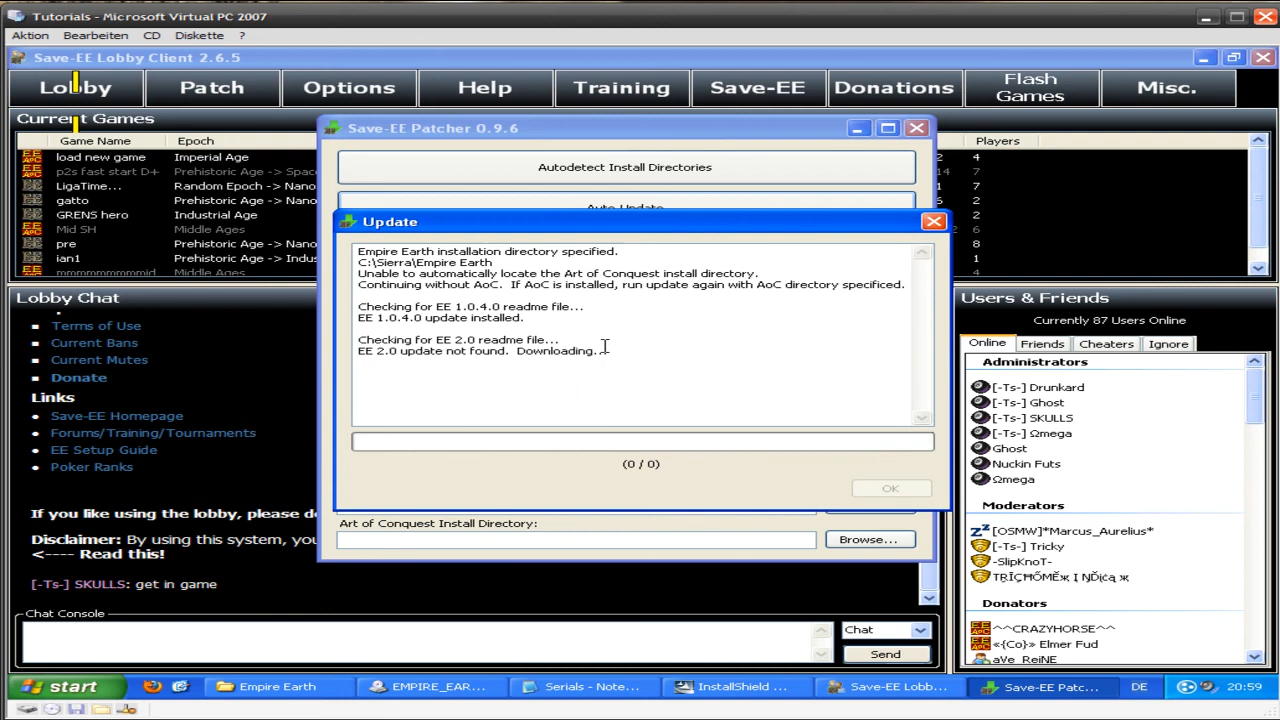 Tutorials - Microsoft Virtual PC 2007
Aktion Bearbeiten CD Diskette ?
Save-EE Lobby Client 2.6.5
Lobby Patch Options Help Training Save-EE Donations Flash Games Misc.
Current Games
Game Name Epoch Players
load new game Imperial Age 2 4
p2s fast start D+ Prehistoric Age -> Space 14 7
LigaTime... Random Epoch -> Nano 7
gatto Prehistoric Age -> Nano 2
GRENS hero Industrial Age 2
Mid SH Middle Ages 2
pre Prehistoric Age -> Nano 8
ian1 Prehistoric Age -> Indus 1
mmmmmmmmmid Middle Ages
Save-EE Patcher 0.9.6
Autodetect Install Directories
Auto Update
Update
Empire Earth installation directory specified.
C:\Sierra\Empire Earth
Unable to automatically locate the Art of Conquest install directory.
Continuing without AoC.  If AoC is installed, run update again with AoC directory specificed.
Checking for EE 1.0.4.0 readme file...
EE 1.0.4.0 update installed.
Checking for EE 2.0 readme file...
EE 2.0 update not found.  Downloading...
(0 / 0)
OK
Art of Conquest Install Directory:
Browse...
Lobby Chat
Terms of Use
Current Bans
Current Mutes
Donate
Links
Save-EE Homepage
Forums/Training/Tournaments
EE Setup Guide
Poker Ranks
If you like using the lobby, please do
Disclaimer: By using this system, you
<---- Read this!
[-Ts-] SKULLS: get in game
Chat Console
Chat
Send
Users & Friends
Currently 87 Users Online
Online Friends Cheaters Ignore
Administrators
[-Ts-] Drunkard
[-Ts-] Ghost
[-Ts-] SKULLS
[-Ts-] Ωmega
Ghost
Nuckin Futs
Ωmega
Moderators
[OSMW]*Marcus_Aurelius*
[-Ts-] Tricky
-SlipKnoT-
Donators
^^CRAZYHORSE^^
«{Co}» Elmer Fud
aVe_ReiNE
start Empire Earth EMPIRE_EAR... Serials - Note... InstallShield ... Save-EE Lobb... Save-EE Patc... DE 20:59